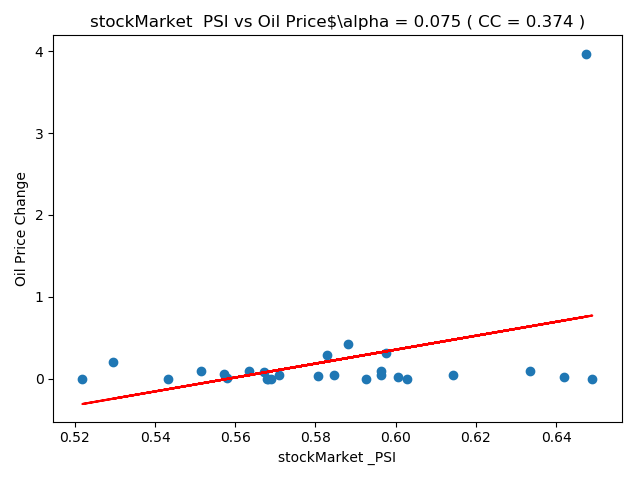 stockMarket  PSI vs Oil Price$\alpha = 0.075 ( CC = 0.374 )
4
3
2
1
0
Oil Price Change
0.52 0.54 0.56 0.58 0.60 0.62 0.64
stockMarket _PSI